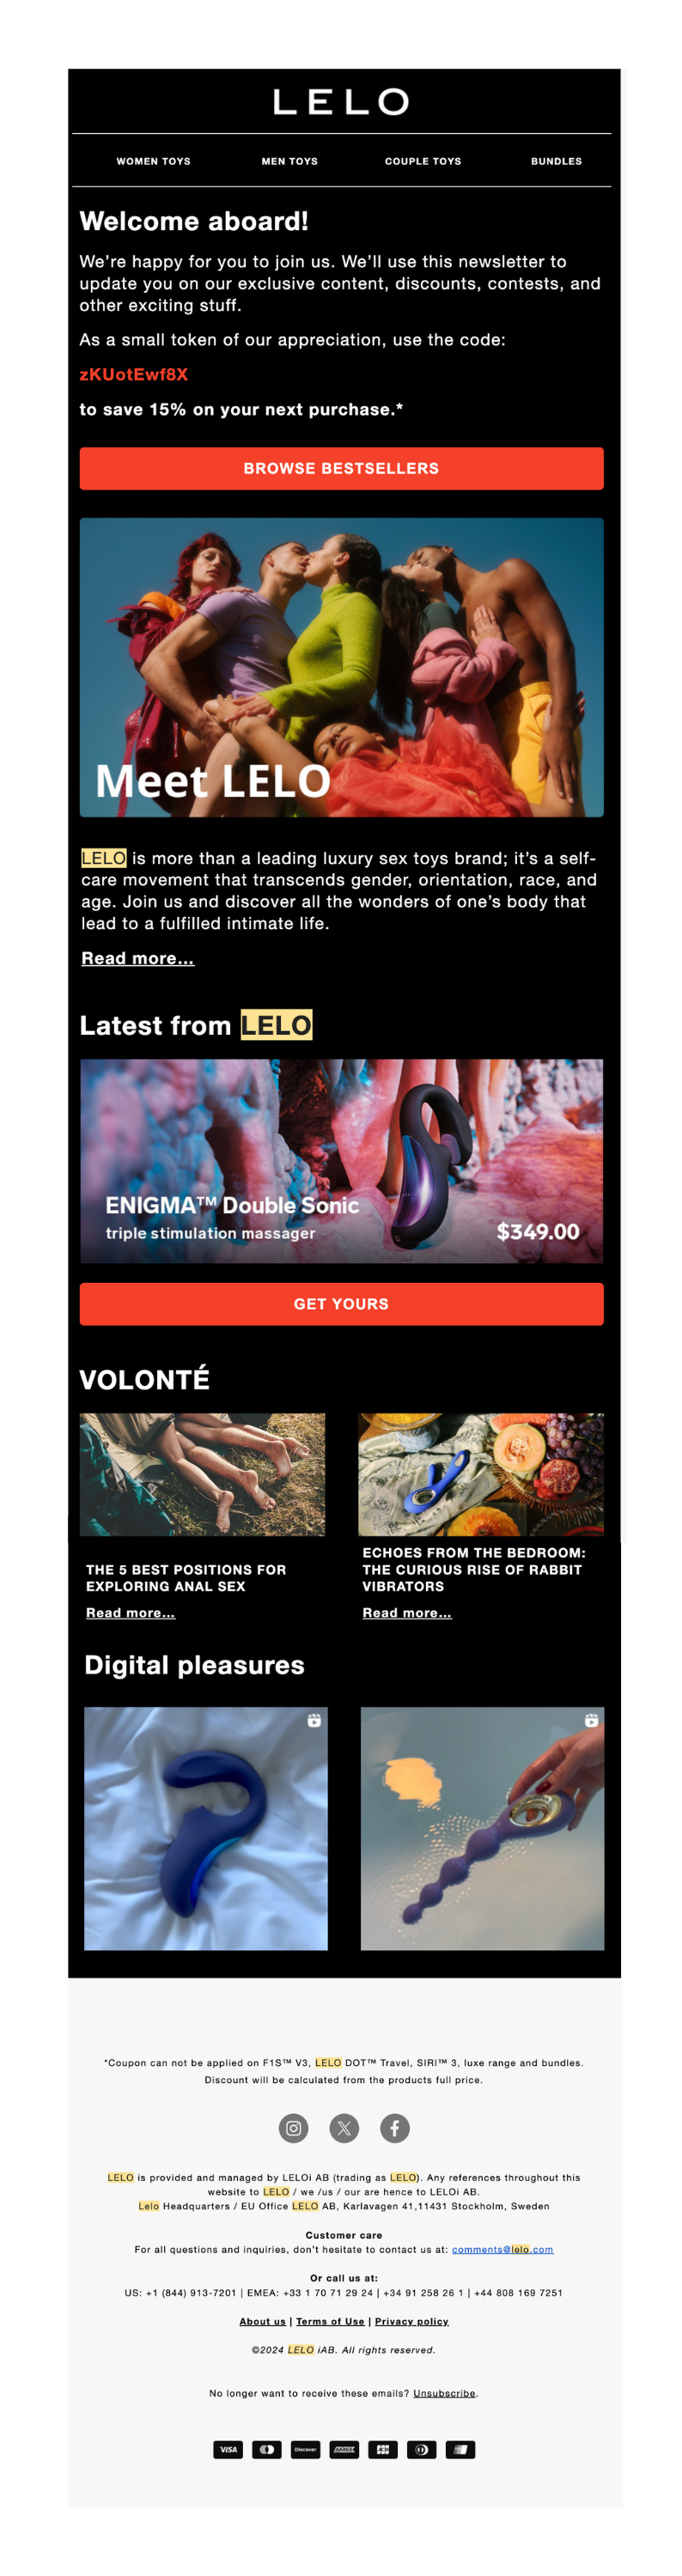 LELO
WOMEN TOYS MEN TOYS COUPLE TOYS BUNDLES
Welcome aboard!
We’re happy for you to join us. We’ll use this newsletter to
update you on our exclusive content, discounts, contests, and
other exciting stuff.
As a small token of our appreciation, use the code:
zKUotEwf8X
to save 15% on your next purchase.*
BROWSE BESTSELLERS
Meet LELO
LELO is more than a leading luxury sex toys brand; it’s a self-
care movement that transcends gender, orientation, race, and
age. Join us and discover all the wonders of one’s body that
lead to a fulfilled intimate life.
Read more...
Latest from LELO
ENIGMA™ Double Sonic
triple stimulation massager $349.00
GET YOURS
VOLONTÉ
THE 5 BEST POSITIONS FOR
EXPLORING ANAL SEX
Read more...
ECHOES FROM THE BEDROOM:
THE CURIOUS RISE OF RABBIT
VIBRATORS
Read more...
Digital pleasures
*Coupon can not be applied on F1S™ V3, LELO DOT™ Travel, SIRI™ 3, luxe range and bundles.
Discount will be calculated from the products full price.
LELO is provided and managed by LELOi AB (trading as LELO). Any references throughout this
website to LELO / we /us / our are hence to LELOi AB.
Lelo Headquarters / EU Office LELO AB, Karlavagen 41,11431 Stockholm, Sweden
Customer care
For all questions and inquiries, don’t hesitate to contact us at: comments@lelo.com
Or call us at:
US: +1 (844) 913-7201 | EMEA: +33 1 70 71 29 24 | +34 91 258 26 1 | +44 808 169 7251
About us | Terms of Use | Privacy policy
©2024 LELO iAB. All rights reserved.
No longer want to receive these emails? Unsubscribe.
VISA Discover AMEX JCB